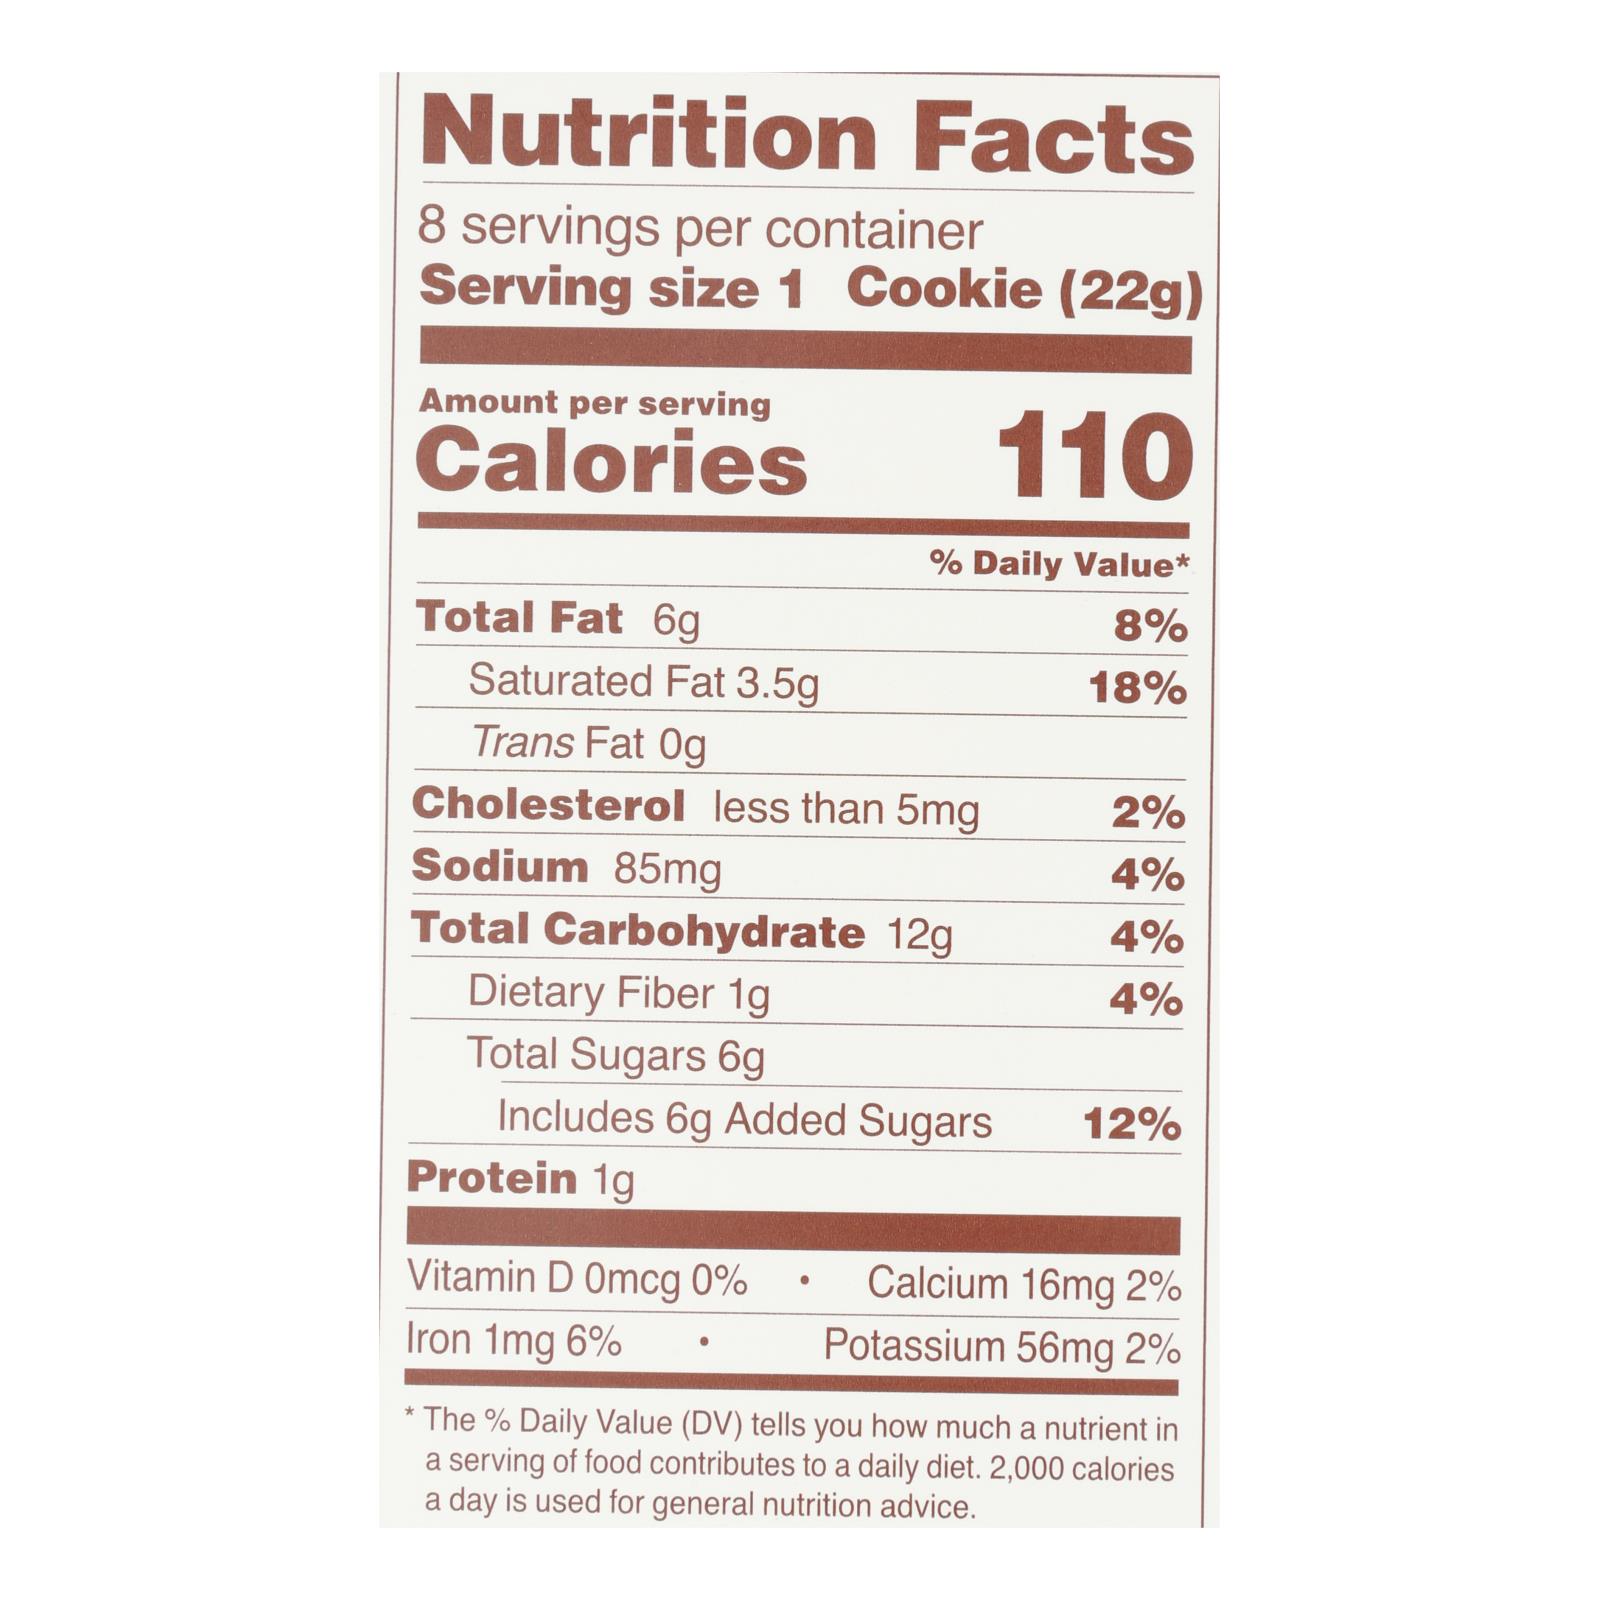 Nutrition Facts
8 servings per container
Serving size 1 Cookie (22g)
Amount per serving
Calories 110
% Daily Value*
Total Fat 6g 8%
Saturated Fat 3.5g 18%
Trans Fat 0g
Cholesterol less than 5mg 2%
Sodium 85mg 4%
Total Carbohydrate 12g 4%
Dietary Fiber 1g 4%
Total Sugars 6g
Includes 6g Added Sugars 12%
Protein 1g
Vitamin D 0mcg 0% • Calcium 16mg 2%
Iron 1mg 6% • Potassium 56mg 2%
* The % Daily Value (DV) tells you how much a nutrient in
a serving of food contributes to a daily diet. 2,000 calories
a day is used for general nutrition advice.